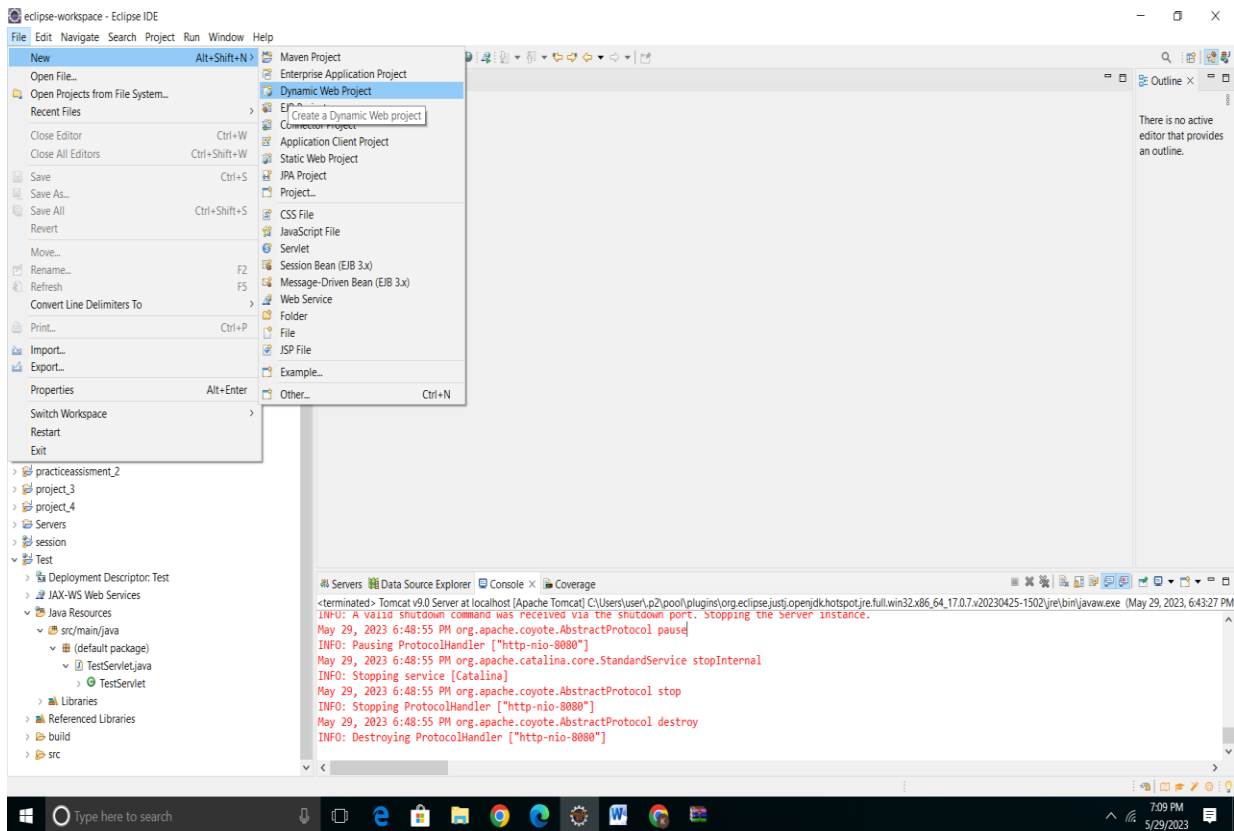 eclipse-workspace - Eclipse IDE
File Edit Navigate Search Project Run Window Help
New Alt+Shift+N >
Open File...
Open Projects from File System...
Recent Files >
Close Editor Ctrl+W
Close All Editors Ctrl+Shift+W
Save Ctrl+S
Save As...
Save All Ctrl+Shift+S
Revert
Move...
Rename... F2
Refresh F5
Convert Line Delimiters To >
Print... Ctrl+P
Import...
Export...
Properties Alt+Enter
Switch Workspace >
Restart
Exit
Maven Project
Enterprise Application Project
Dynamic Web Project
Create a Dynamic Web project
Connector Project
Application Client Project
Static Web Project
JPA Project
Project...
CSS File
JavaScript File
Servlet
Session Bean (EJB 3.x)
Message-Driven Bean (EJB 3.x)
Web Service
Folder
File
JSP File
Example...
Other... Ctrl+N
Outline
There is no active
editor that provides
an outline.
practiceassisment_2
project_3
project_4
Servers
session
Test
Deployment Descriptor: Test
JAX-WS Web Services
Java Resources
src/main/java
(default package)
TestServlet.java
TestServlet
Libraries
Referenced Libraries
build
src
Servers Data Source Explorer Console Coverage
<terminated> Tomcat v9.0 Server at localhost [Apache Tomcat] C:\Users\user\.p2\pool\plugins\org.eclipse.justj.openjdk.hotspot.jre.full.win32.x86_64_17.0.7.v20230425-1502\jre\bin\javaw.exe (May 29, 2023, 6:43:27 PM
INFO: A valid shutdown command was received via the shutdown port. Stopping the Server instance.
May 29, 2023 6:48:55 PM org.apache.coyote.AbstractProtocol pause
INFO: Pausing ProtocolHandler ["http-nio-8080"]
May 29, 2023 6:48:55 PM org.apache.catalina.core.StandardService stopInternal
INFO: Stopping service [Catalina]
May 29, 2023 6:48:55 PM org.apache.coyote.AbstractProtocol stop
INFO: Stopping ProtocolHandler ["http-nio-8080"]
May 29, 2023 6:48:55 PM org.apache.coyote.AbstractProtocol destroy
INFO: Destroying ProtocolHandler ["http-nio-8080"]
Type here to search
7:09 PM
5/29/2023